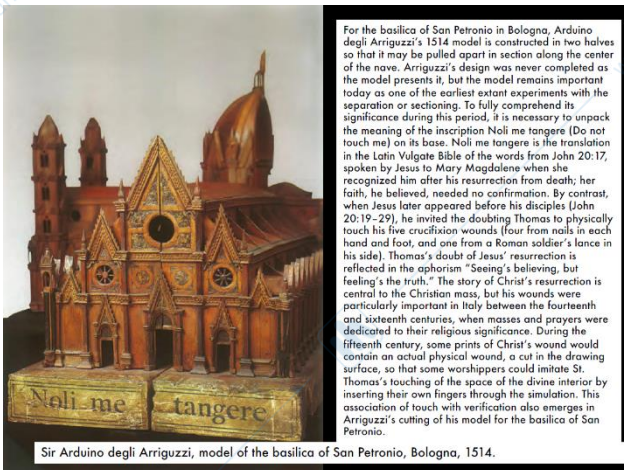 For the basilica of San Petronio in Bologna, Arduino
degli Arriguzzi's 1514 model is constructed in two halves
so that it may be pulled apart in section along the center
of the nave. Arriguzzi's design was never completed as
the model presents it, but the model remains important
today as one of the earliest extant experiments with the
separation or sectioning. To fully comprehend its
significance during this period, it is necessary to unpack
the meaning of the inscription Noli me tangere (Do not
touch me) on its base. Noli me tangere is the translation
in the Latin Vulgate Bible of the words from John 20:17,
spoken by Jesus to Mary Magdalene when she
recognized him after his resurrection from death; her
faith, he believed, needed no confirmation. By contrast,
when Jesus later appeared before his disciples (John
20:19–29), he invited the doubting Thomas to physically
touch his five crucifixion wounds (four from nails in each
hand and foot, and one from a Roman soldier's lance in
his side). Thomas's doubt of Jesus' resurrection is
reflected in the aphorism "Seeing's believing, but
feeling's the truth." The story of Christ's resurrection is
central to the Christian mass, but his wounds were
particularly important in Italy between the fourteenth
and sixteenth centuries, when masses and prayers were
dedicated to their religious significance. During the
fifteenth century, some prints of Christ's wound would
contain an actual physical wound, a cut in the drawing
surface, so that some worshippers could imitate St.
Thomas's touching of the space of the divine interior by
inserting their own fingers through the simulation. This
association of touch with verification also emerges in
Arriguzzi's cutting of his model for the basilica of San
Petronio.
Noli me tangere
Sir Arduino degli Arriguzzi, model of the basilica of San Petronio, Bologna, 1514.